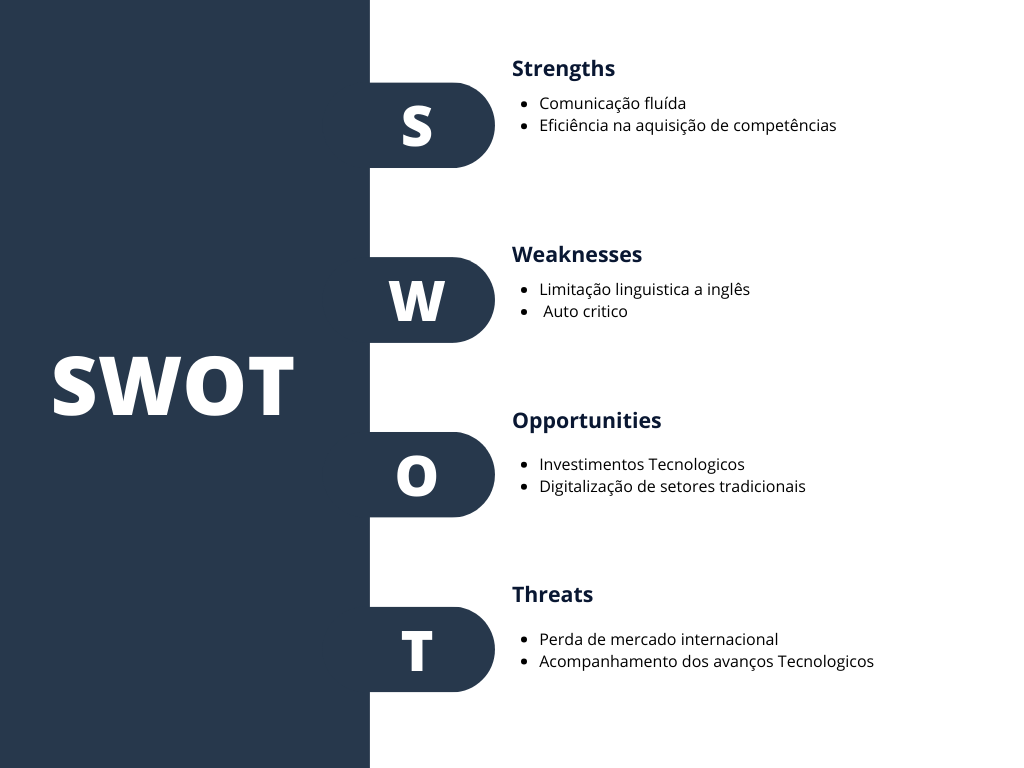 SWOT
S
Strengths
• Comunicação fluída
• Eficiência na aquisição de competências
W
Weaknesses
• Limitação linguistica a inglês
• Auto critico
O
Opportunities
• Investimentos Tecnologicos
• Digitalização de setores tradicionais
T
Threats
• Perda de mercado internacional
• Acompanhamento dos avanços Tecnologicos